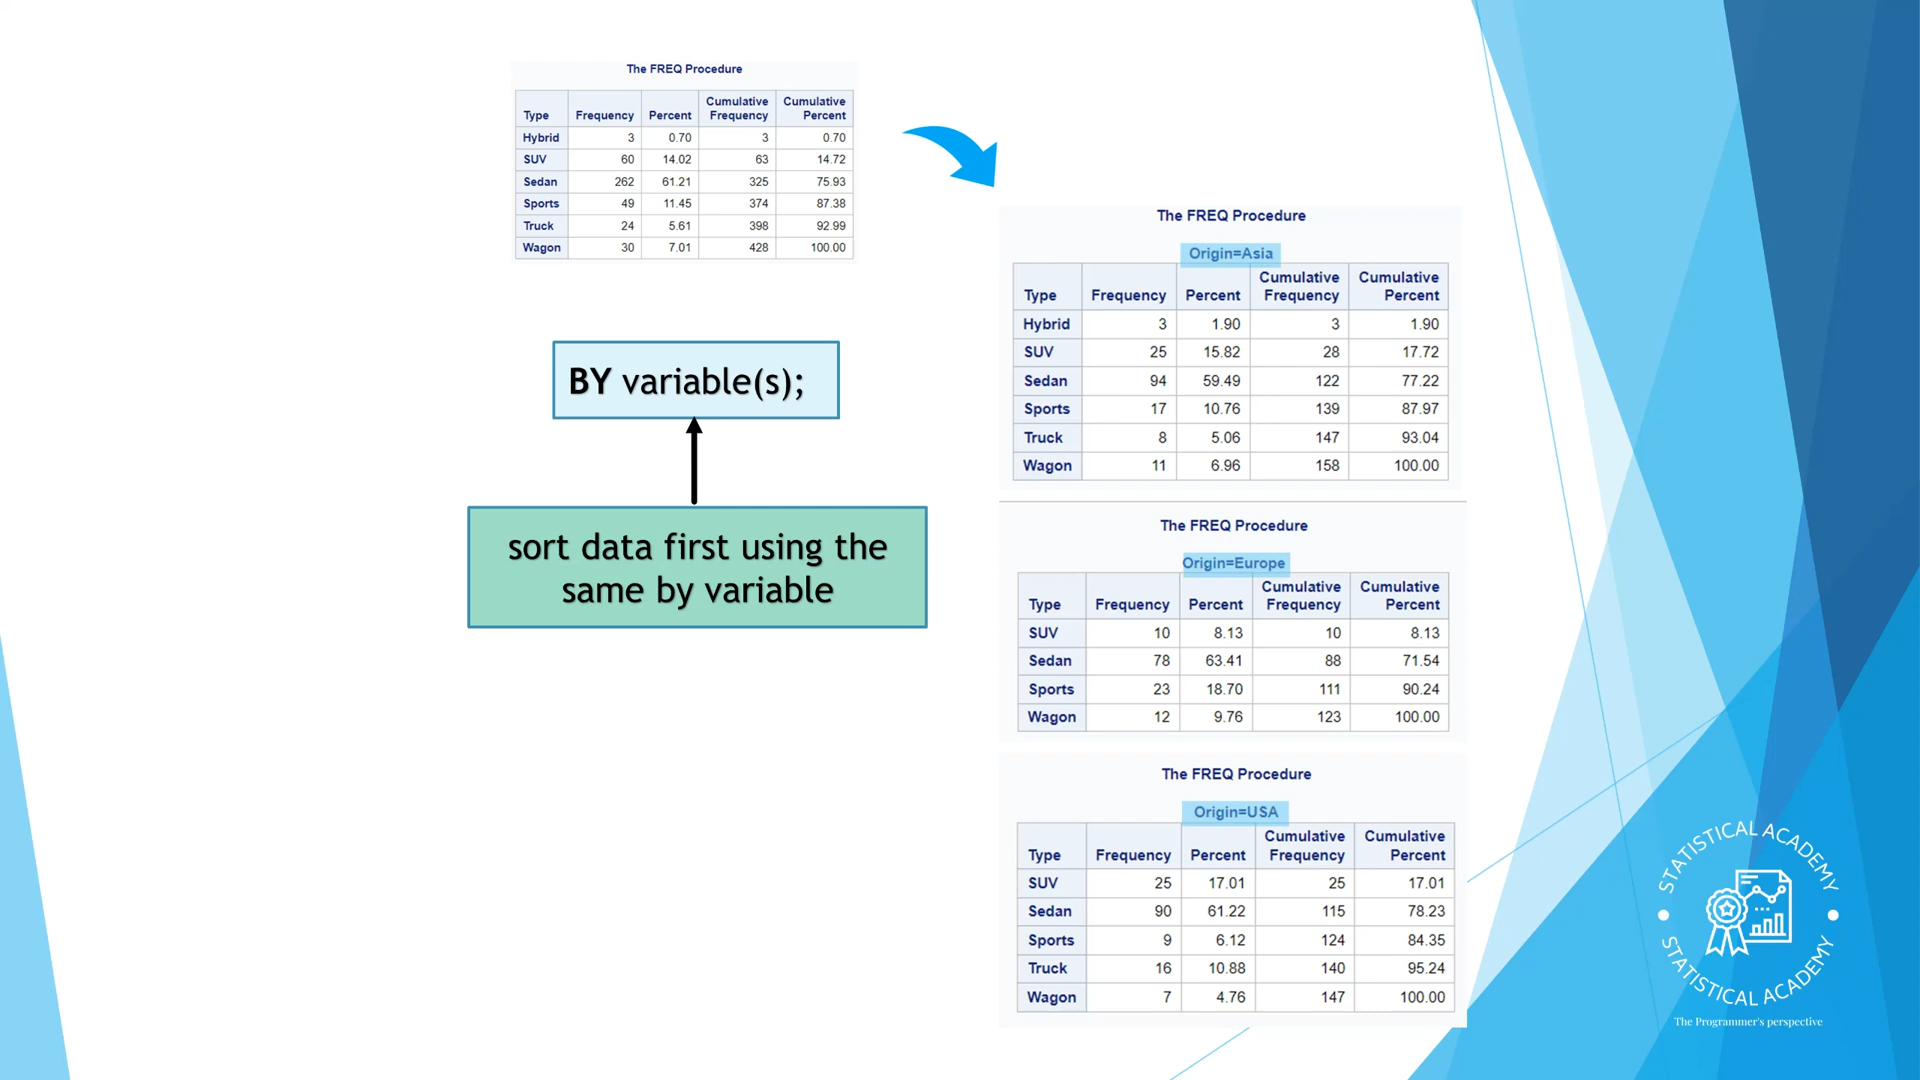 The FREQ Procedure
Type Frequency Percent Cumulative Frequency Cumulative Percent
Hybrid 3 0.70 3 0.70
SUV 60 14.02 63 14.72
Sedan 262 61.21 325 75.93
Sports 49 11.45 374 87.38
Truck 24 5.61 398 92.99
Wagon 30 7.01 428 100.00
BY variable(s);
sort data first using the
same by variable
The FREQ Procedure
Origin=Asia
Type Frequency Percent Cumulative Frequency Cumulative Percent
Hybrid 3 1.90 3 1.90
SUV 25 15.82 28 17.72
Sedan 94 59.49 122 77.22
Sports 17 10.76 139 87.97
Truck 8 5.06 147 93.04
Wagon 11 6.96 158 100.00
The FREQ Procedure
Origin=Europe
Type Frequency Percent Cumulative Frequency Cumulative Percent
SUV 10 8.13 10 8.13
Sedan 78 63.41 88 71.54
Sports 23 18.70 111 90.24
Wagon 12 9.76 123 100.00
The FREQ Procedure
Origin=USA
Type Frequency Percent Cumulative Frequency Cumulative Percent
SUV 25 17.01 25 17.01
Sedan 90 61.22 115 78.23
Sports 9 6.12 124 84.35
Truck 16 10.88 140 95.24
Wagon 7 4.76 147 100.00
STATISTICAL ACADEMY
STATISTICAL ACADEMY
The Programmer's perspective